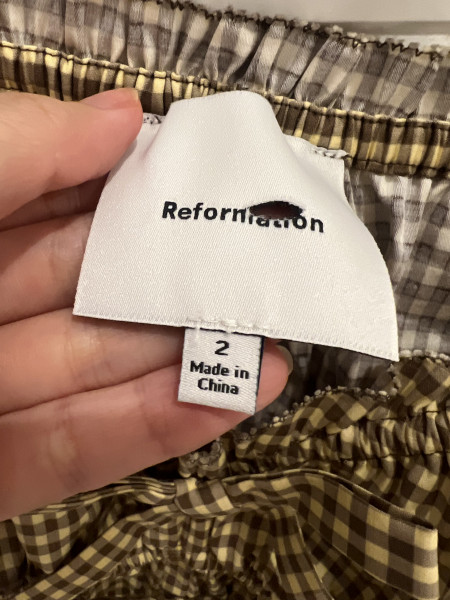 Reformation
2
Made in
China